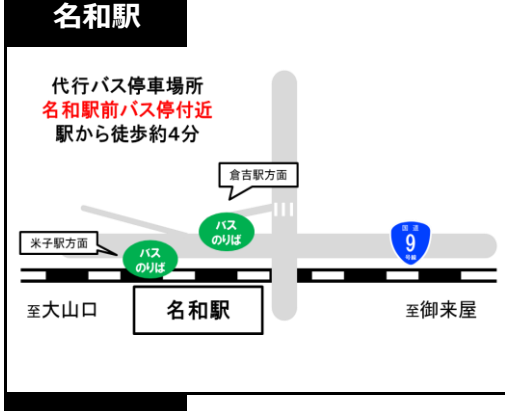 名和駅
代行バス停車場所
名和駅前バス停付近
駅から徒歩約4分
倉吉駅方面
米子駅方面
バス
のりば
バス
のりば
国道
9
号線
至大山口
名和駅
至御来屋